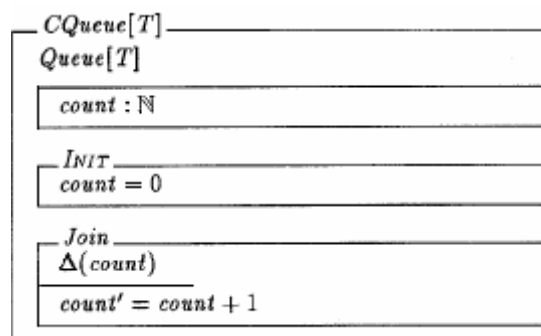 CQueue[T]
Queue[T]
count : ℕ
INIT
count = 0
Join
Δ(count)
count′ = count + 1